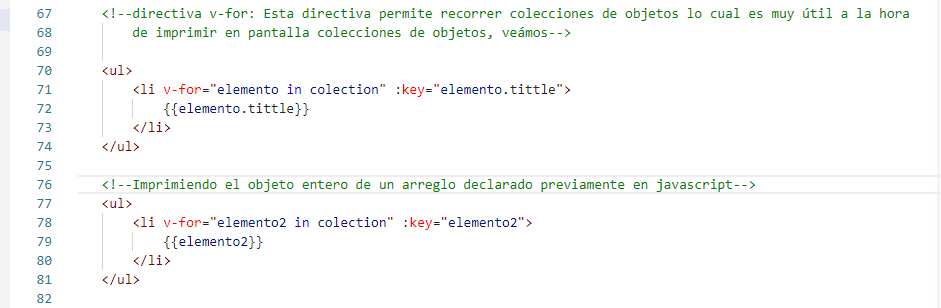 67 <!--directiva v-for: Esta directiva permite recorrer colecciones de objetos lo cual es muy útil a la hora
68 de imprimir en pantalla colecciones de objetos, veámos-->
69
70 <ul>
71 <li v-for="elemento in colection" :key="elemento.tittle">
72 {{elemento.tittle}}
73 </li>
74 </ul>
75
76 <!--Imprimiendo el objeto entero de un arreglo declarado previamente en javascript-->
77 <ul>
78 <li v-for="elemento2 in colection" :key="elemento2">
79 {{elemento2}}
80 </li>
81 </ul>
82